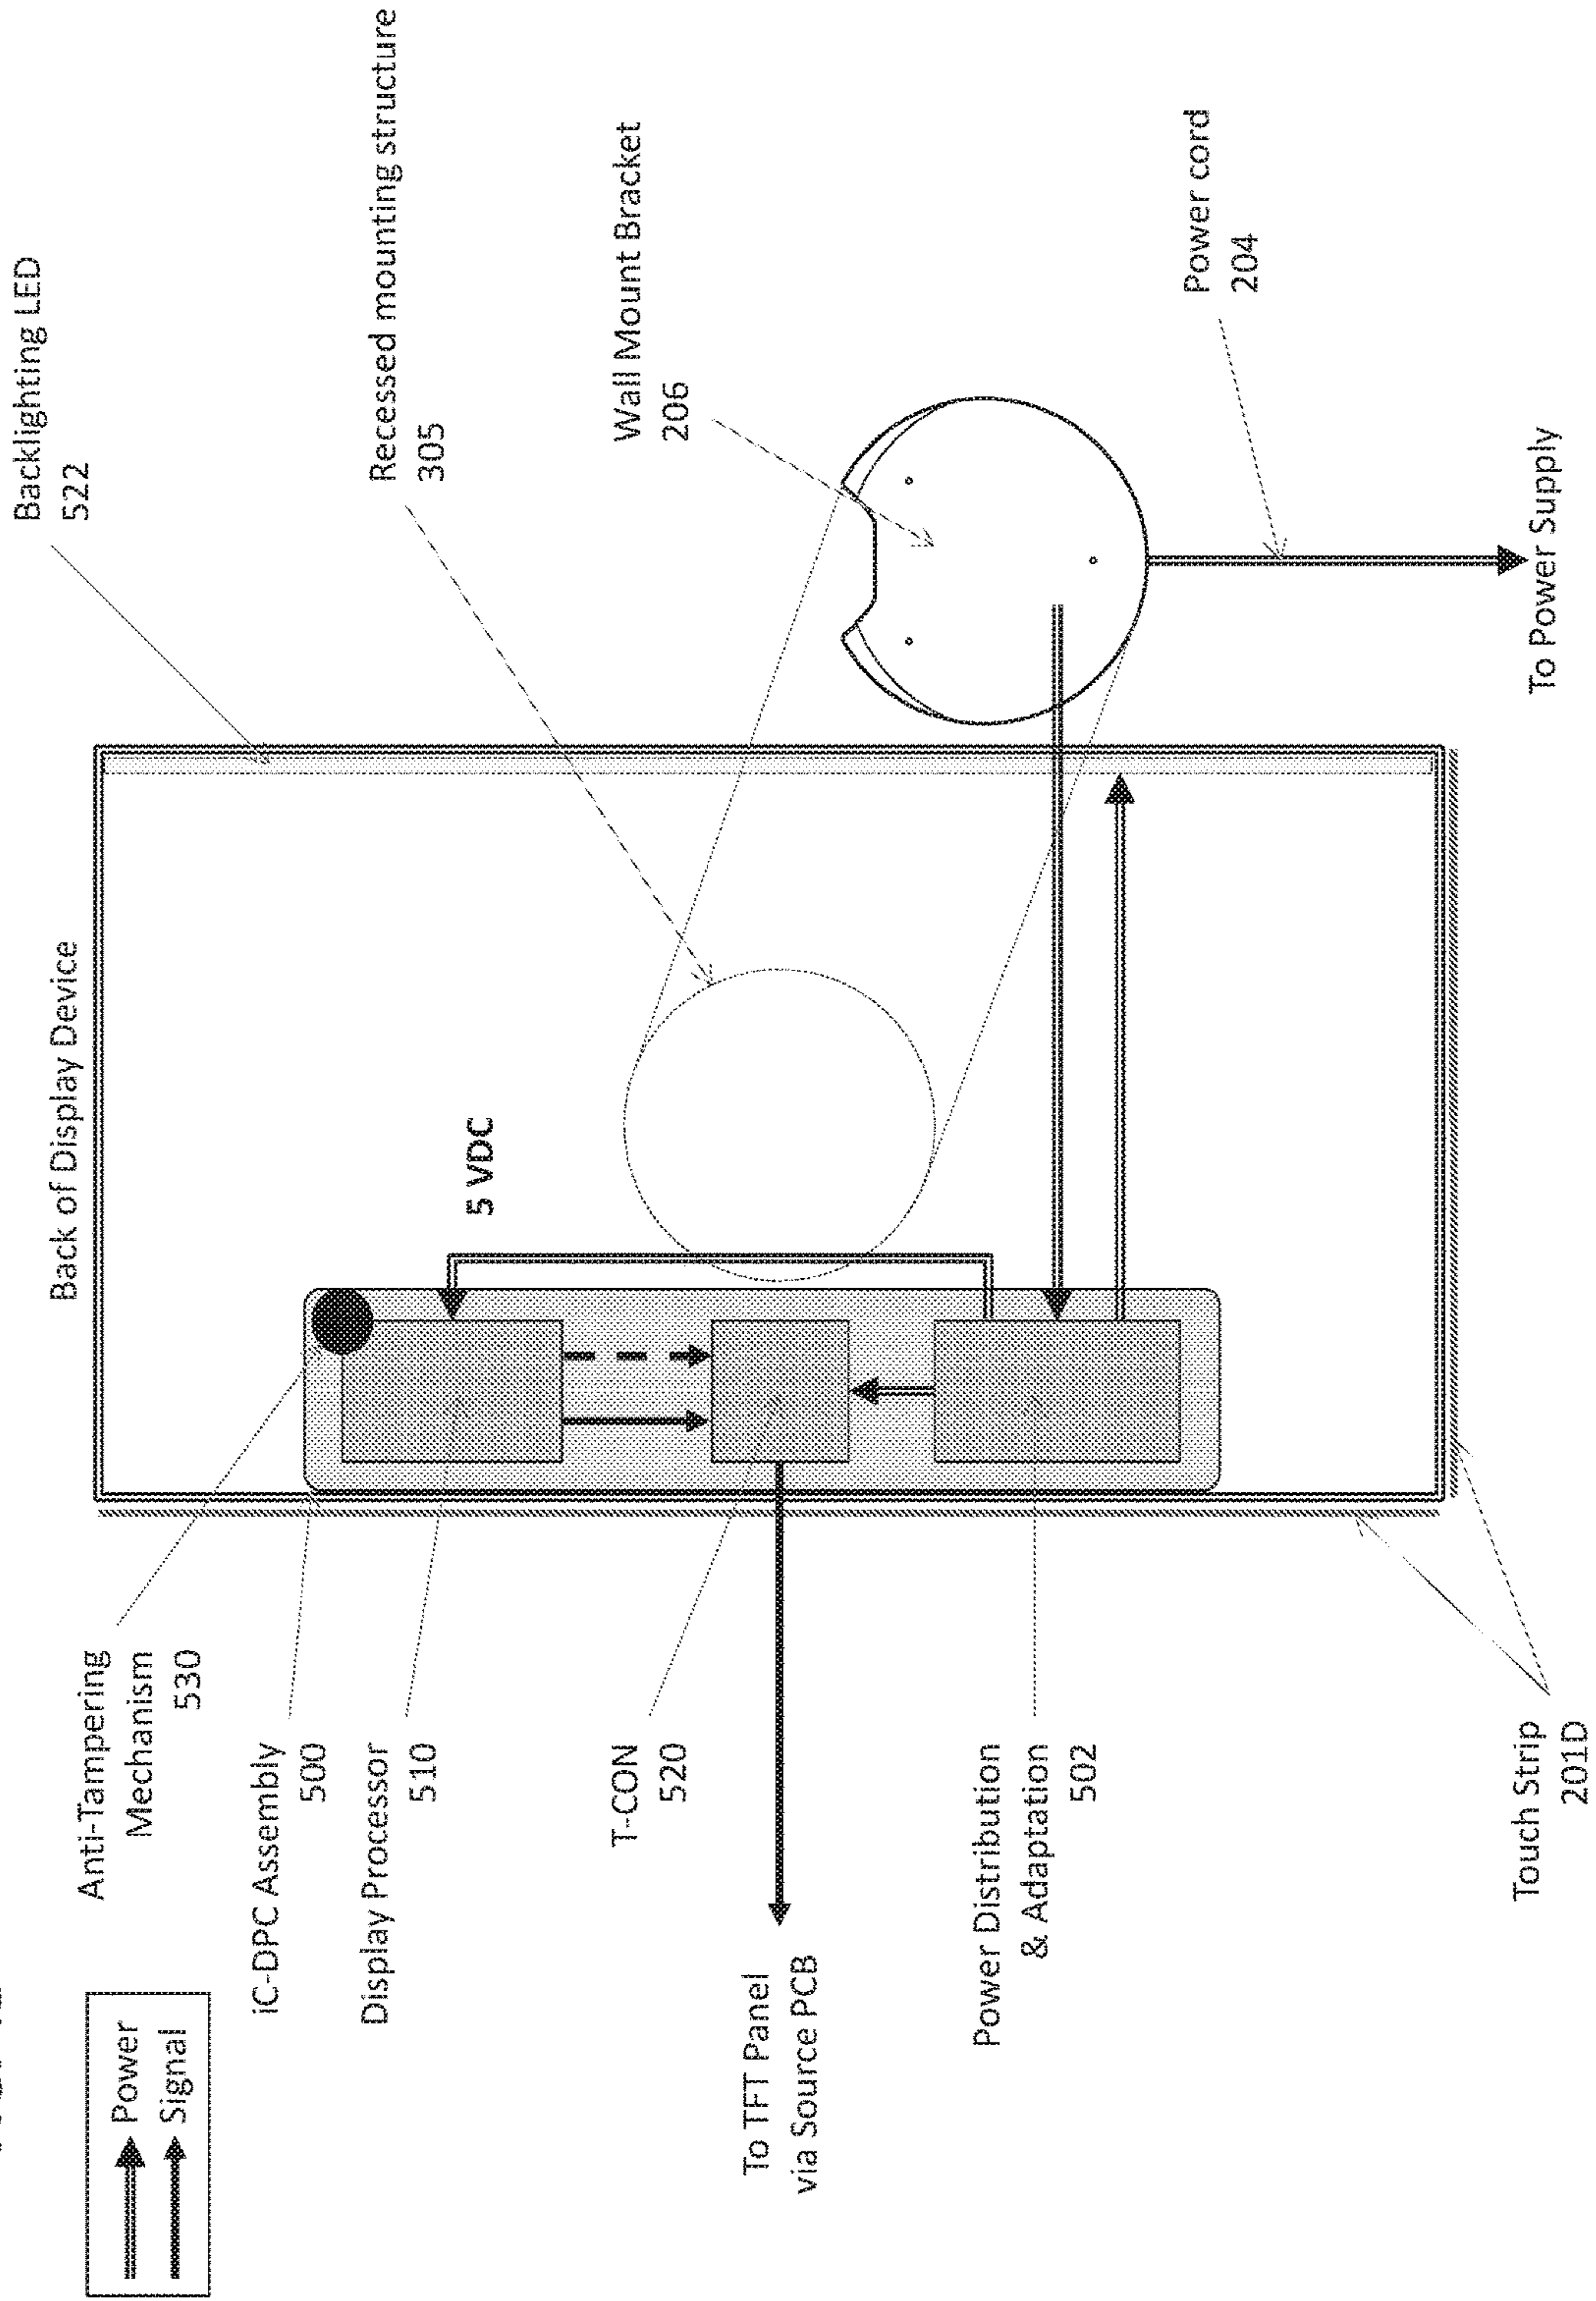 Power
Signal
Back of Display Device
Backlighting LED
522
Recessed mounting structure
305
Wall Mount Bracket
206
Power cord
204
To Power Supply
5 VDC
Anti-Tampering
Mechanism
530
iC-DPC Assembly
500
Display Processor
510
T-CON
520
To TFT Panel
via Source PCB
Power Distribution
& Adaptation
502
Touch Strip
201D